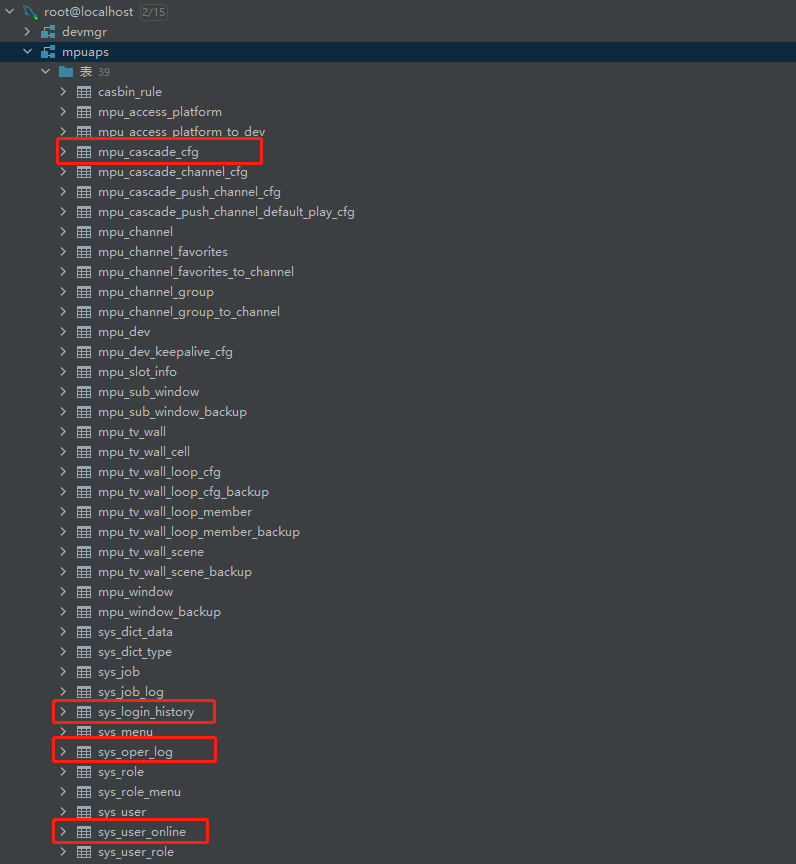 root@localhost 2/15
devmgr
mpuaps
表 39
casbin_rule
mpu_access_platform
mpu_access_platform_to_dev
mpu_cascade_cfg
mpu_cascade_channel_cfg
mpu_cascade_push_channel_cfg
mpu_cascade_push_channel_default_play_cfg
mpu_channel
mpu_channel_favorites
mpu_channel_favorites_to_channel
mpu_channel_group
mpu_channel_group_to_channel
mpu_dev
mpu_dev_keepalive_cfg
mpu_slot_info
mpu_sub_window
mpu_sub_window_backup
mpu_tv_wall
mpu_tv_wall_cell
mpu_tv_wall_loop_cfg
mpu_tv_wall_loop_cfg_backup
mpu_tv_wall_loop_member
mpu_tv_wall_loop_member_backup
mpu_tv_wall_scene
mpu_tv_wall_scene_backup
mpu_window
mpu_window_backup
sys_dict_data
sys_dict_type
sys_job
sys_job_log
sys_login_history
sys_menu
sys_oper_log
sys_role
sys_role_menu
sys_user
sys_user_online
sys_user_role